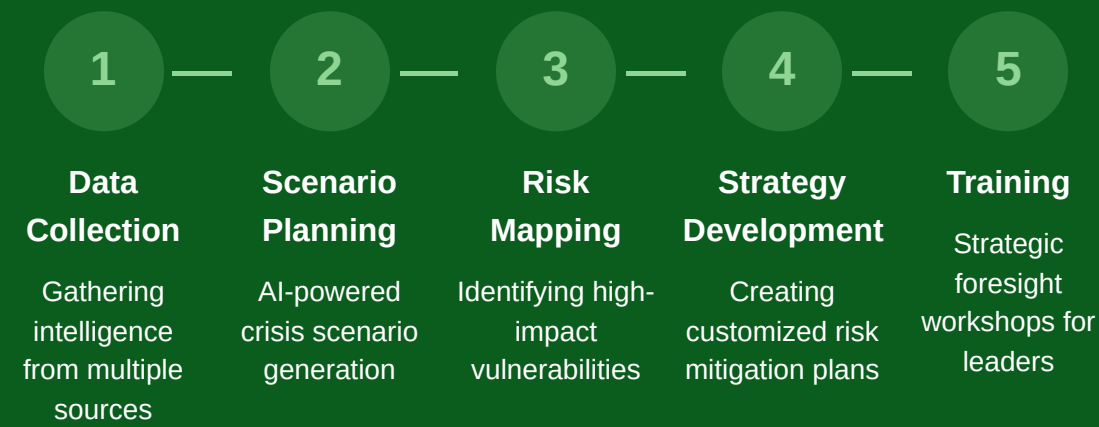 1
Data
Collection
Gathering
intelligence
from multiple
sources
2
Scenario
Planning
AI-powered
crisis scenario
generation
3
Risk
Mapping
Identifying high-
impact
vulnerabilities
4
Strategy
Development
Creating
customized risk
mitigation plans
5
Training
Strategic
foresight
workshops for
leaders